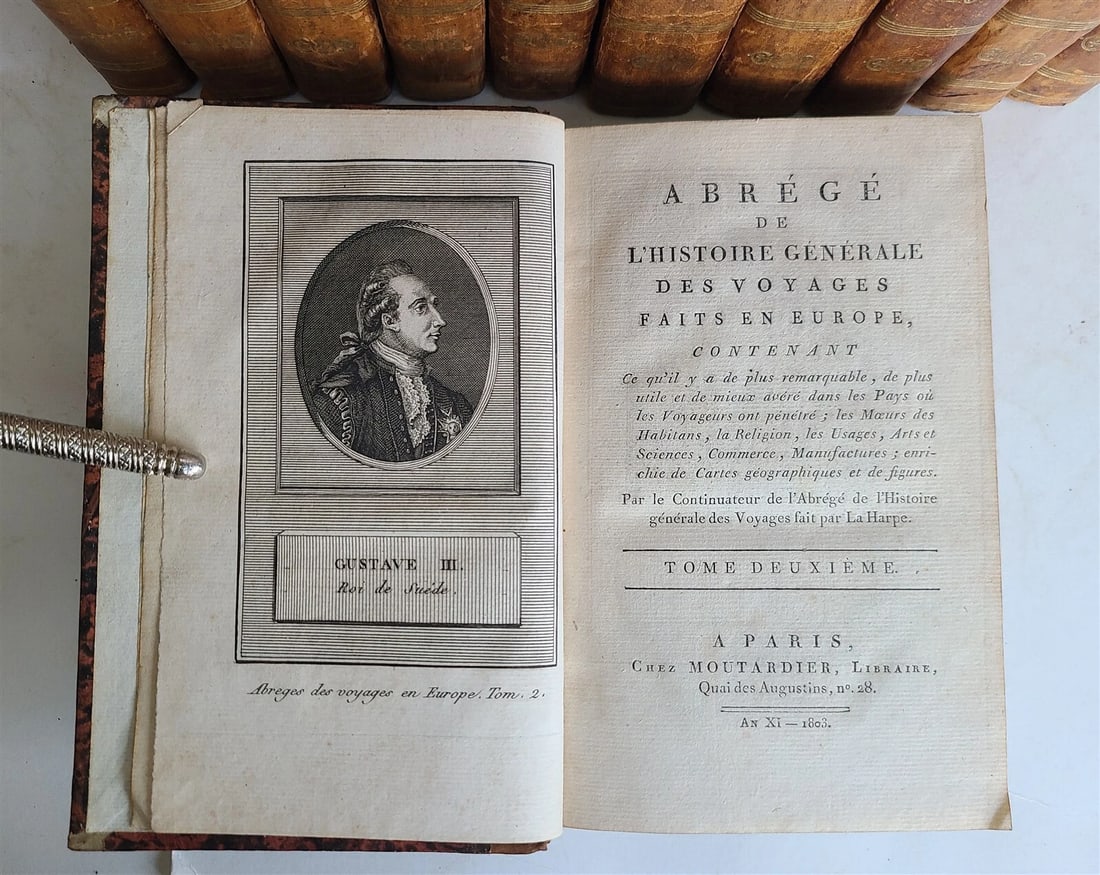 GUSTAVE III.
Roi de Suéde.
Abreges des voyages en Europe. Tom. 2.
ABRÉGÉ
DE
L'HISTOIRE GÉNÉRALE
DES VOYAGES
FAITS EN EUROPE,
CONTENANT
Ce qu'il y a de plus remarquable, de plus
utile et de mieux avéré dans les Pays où
les Voyageurs ont pénétré; les Mœurs des
Habitans, la Religion, les Usages, Arts et
Sciences, Commerce, Manufactures; enri-
chie de Cartes géographiques et de figures.
Par le Continuateur de l'Abrégé de l'Histoire
générale des Voyages fait par La Harpe.
TOME DEUXIÈME.
A PARIS,
CHEZ MOUTARDIER, LIBRAIRE,
Quai des Augustins, nº. 28.
AN XI — 1803.